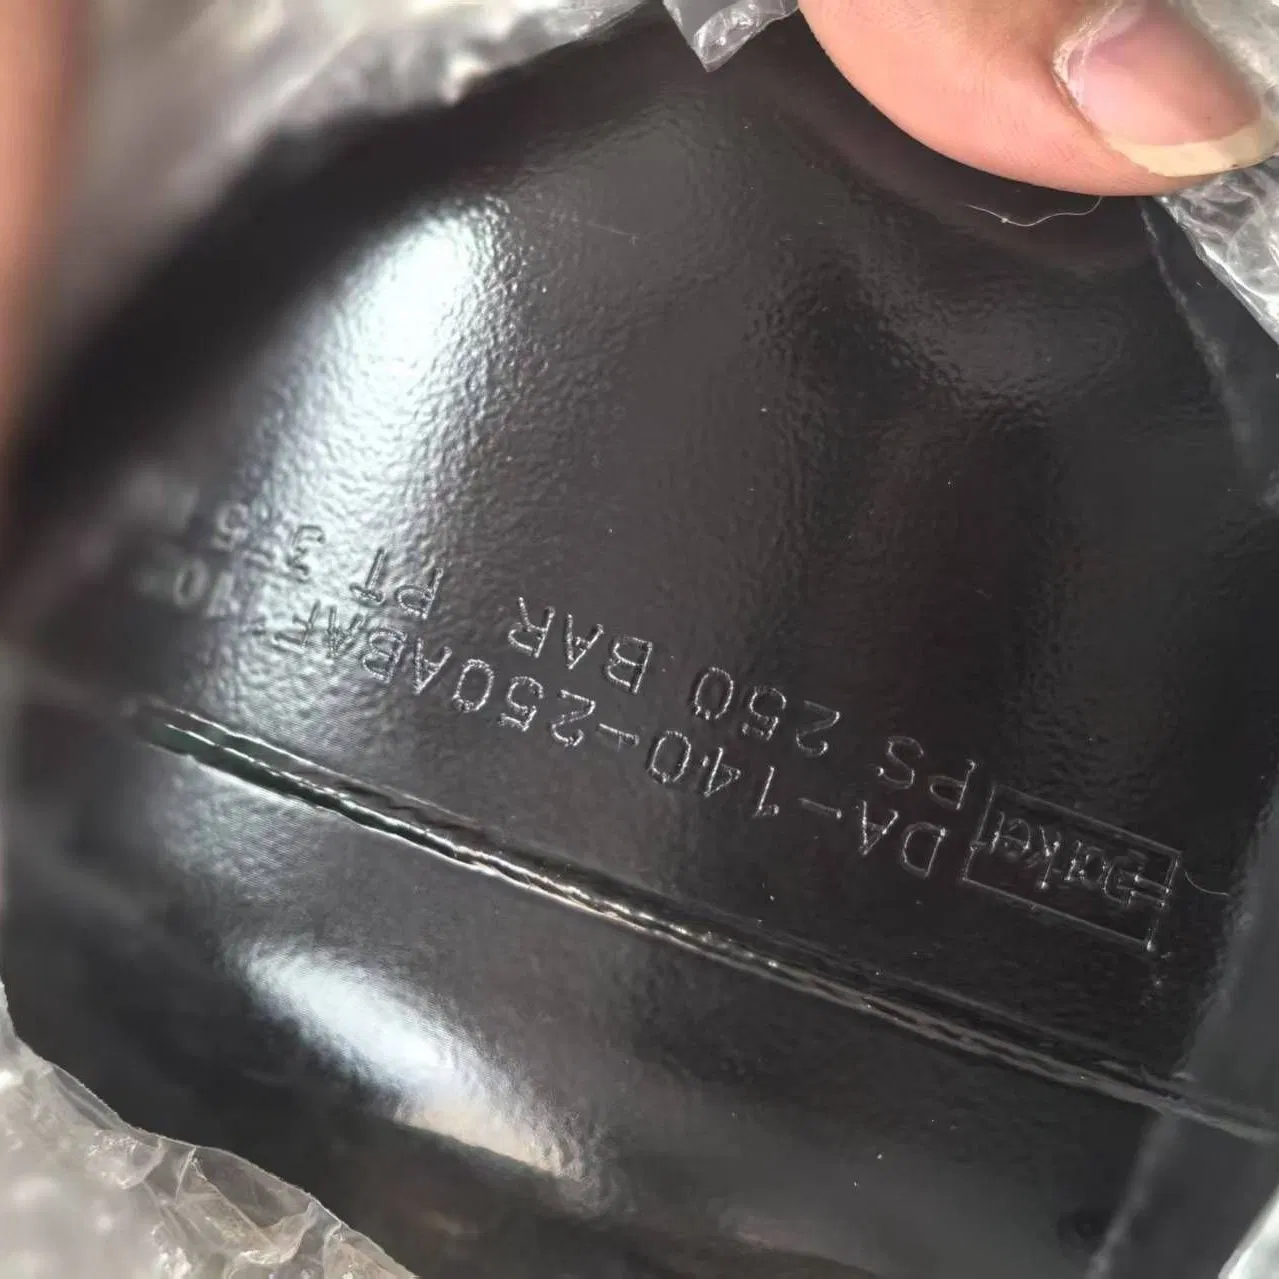 Parker
DA-140-250ABAT
PS 250 BAR PT